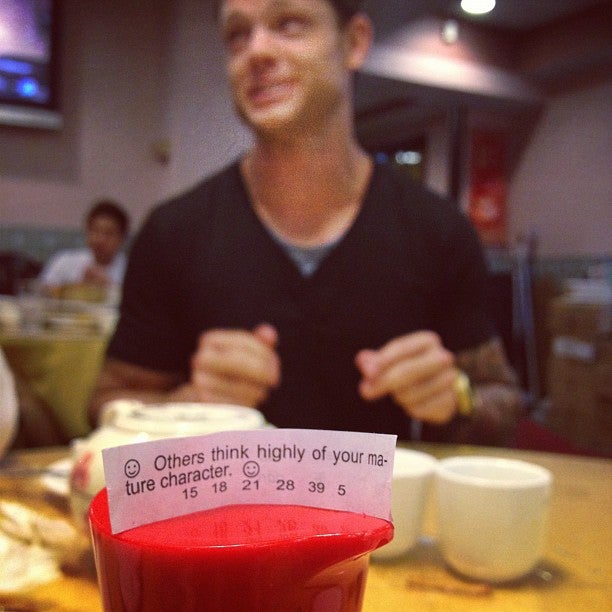 ☺ Others think highly of your ma-
ture character. ☺
15 18 21 28 39 5